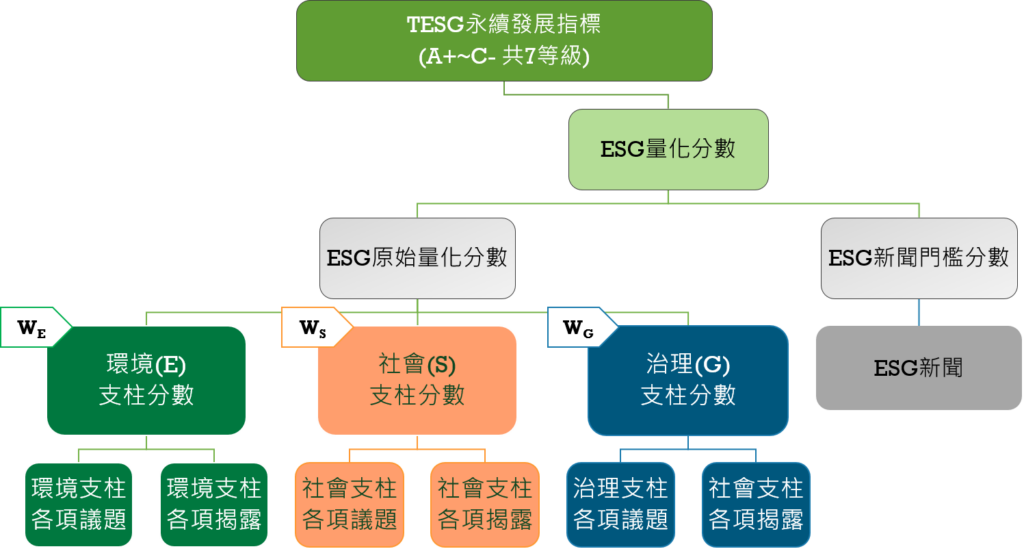 TESG永續發展指標
(A+~C- 共7等級)
ESG量化分數
ESG原始量化分數
ESG新聞門檻分數
WE
WS
WG
環境(E)
支柱分數
社會(S)
支柱分數
治理(G)
支柱分數
ESG新聞
環境支柱
各項議題
環境支柱
各項揭露
社會支柱
各項議題
社會支柱
各項揭露
治理支柱
各項議題
社會支柱
各項揭露